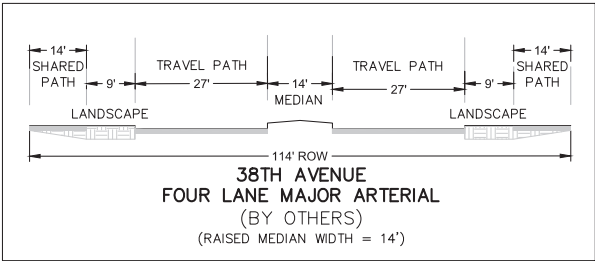 14'
14'
SHARED
PATH
9'
TRAVEL PATH
27'
14'
MEDIAN
TRAVEL PATH
27'
9'
SHARED
PATH
LANDSCAPE
LANDSCAPE
114' ROW
38TH AVENUE
FOUR LANE MAJOR ARTERIAL
(BY OTHERS)
(RAISED MEDIAN WIDTH = 14')